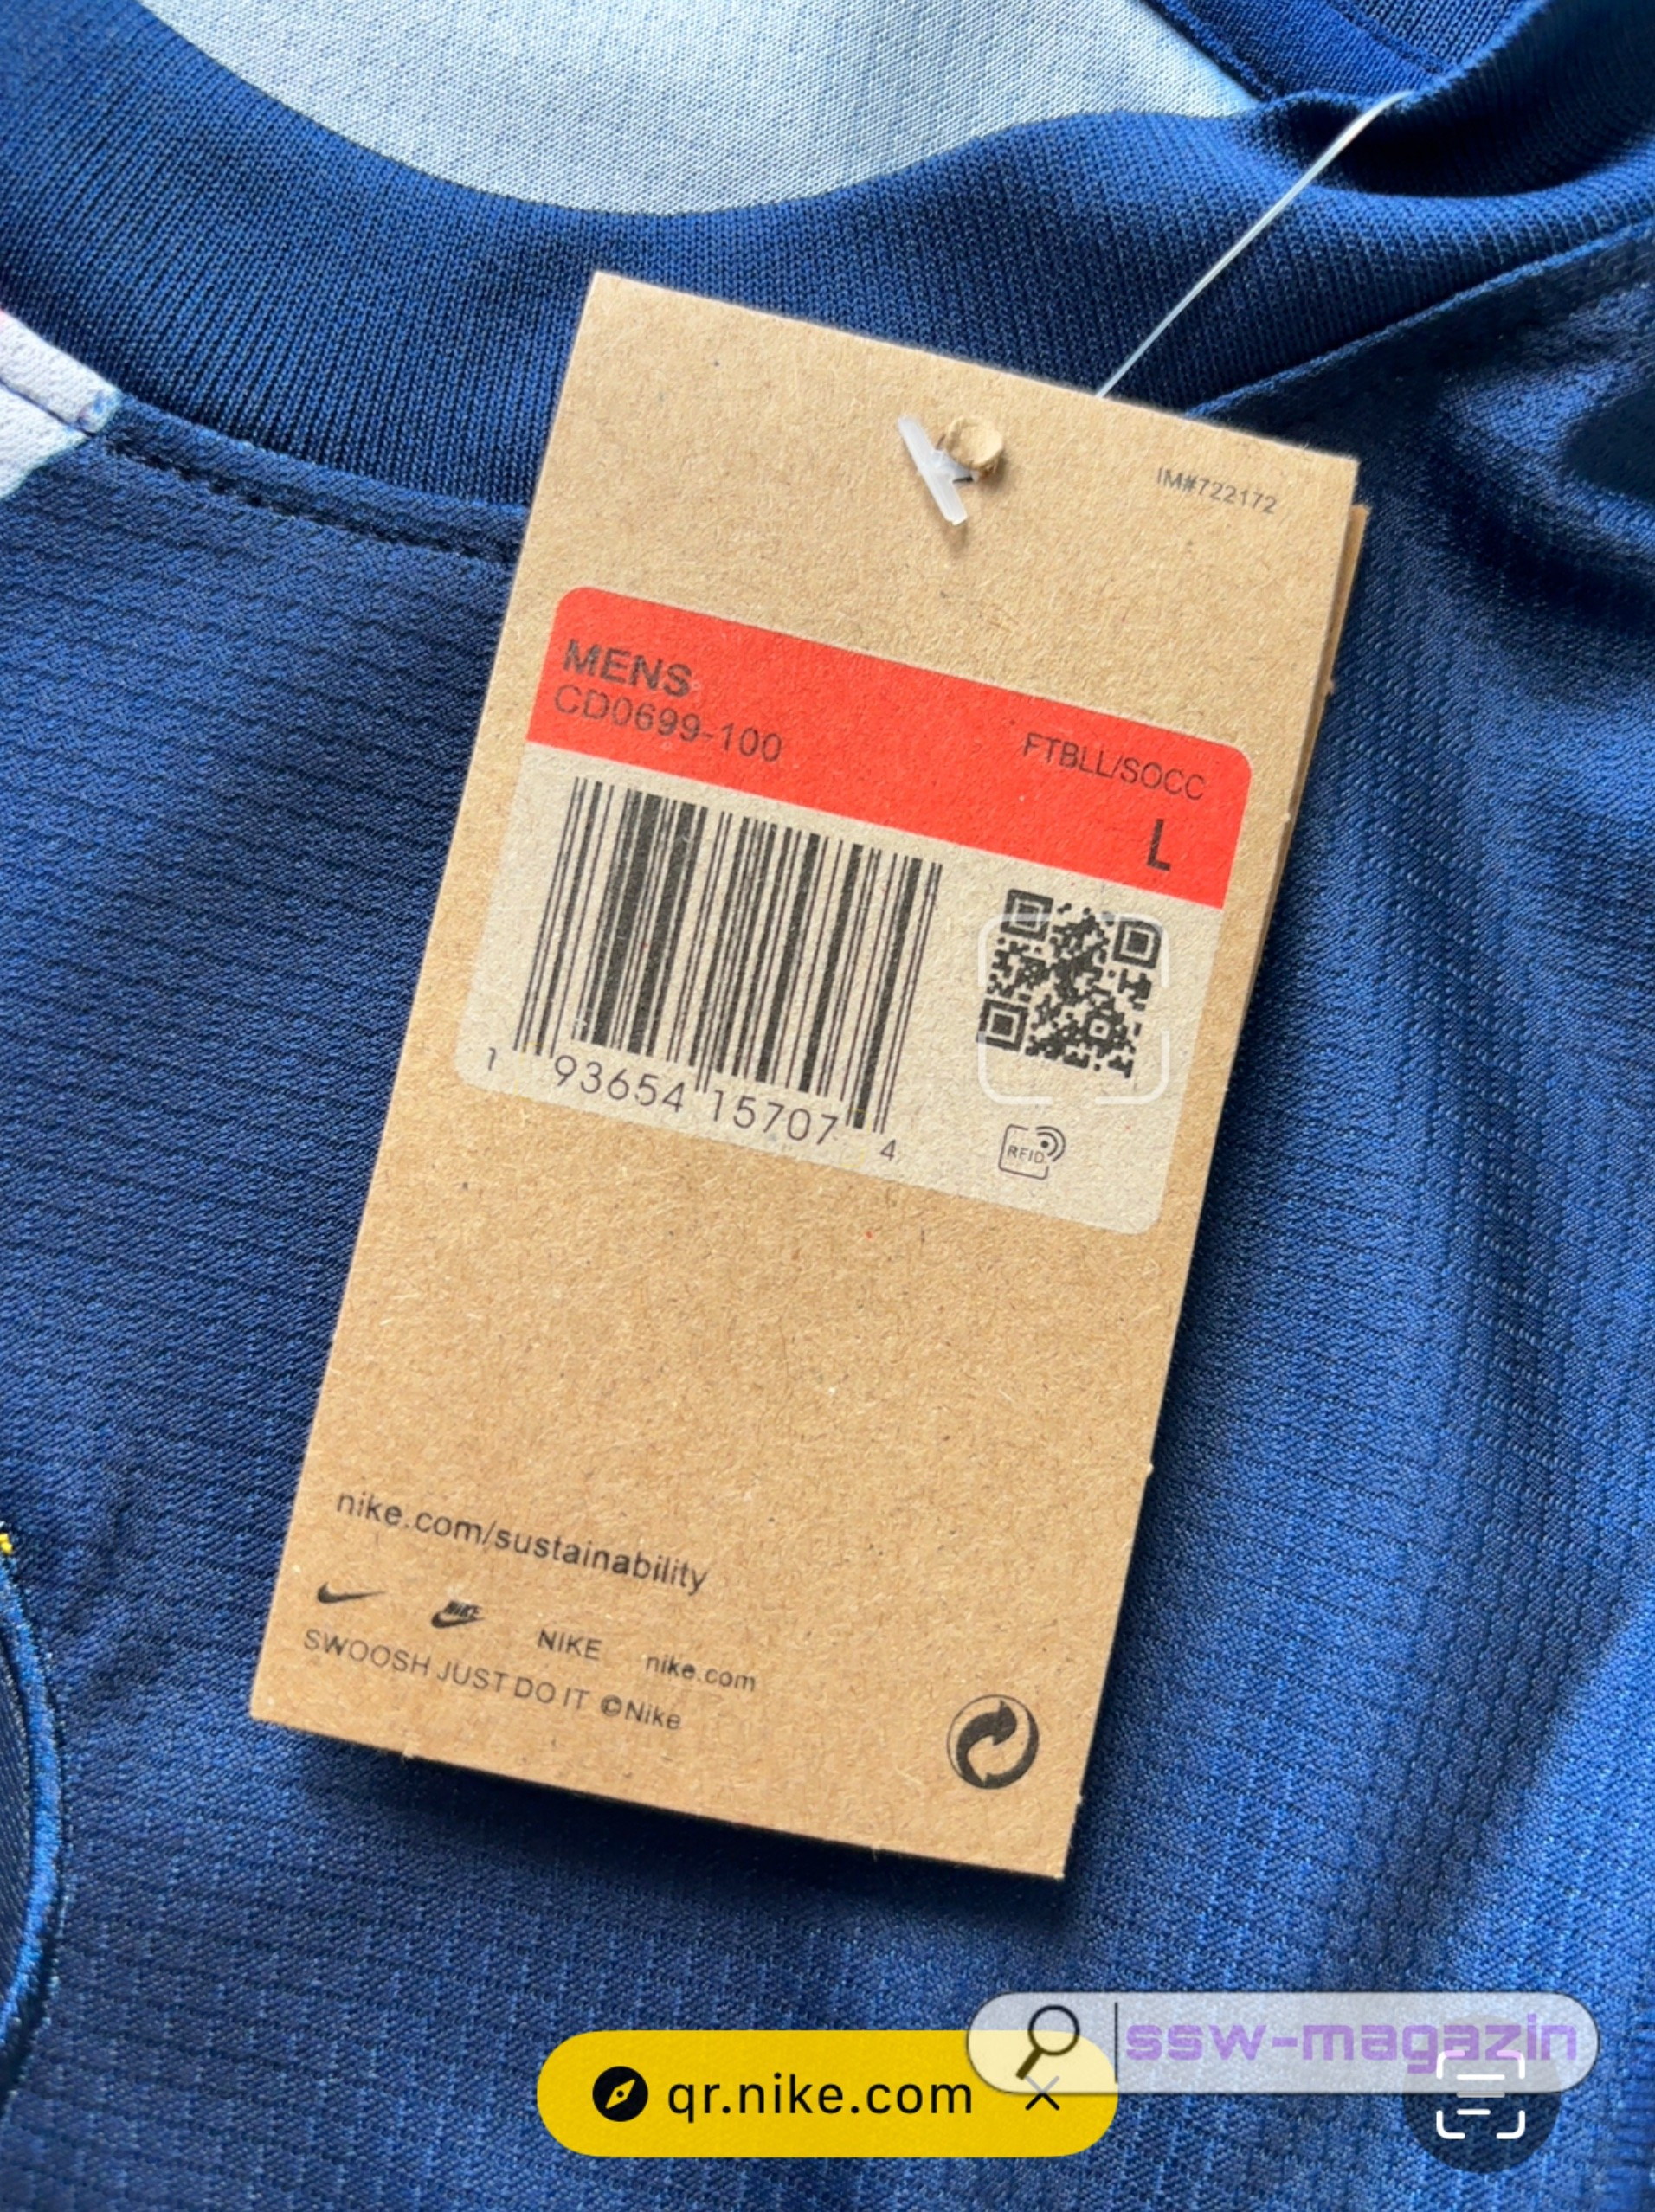 IM#722172
MENS
CD0699-100
FTBLL/SOCC
L
1 93654 15707 4
RFID
nike.com/sustainability
NIKE NIKE nike.com
SWOOSH JUST DO IT ©Nike
ssw-magazin
qr.nike.com